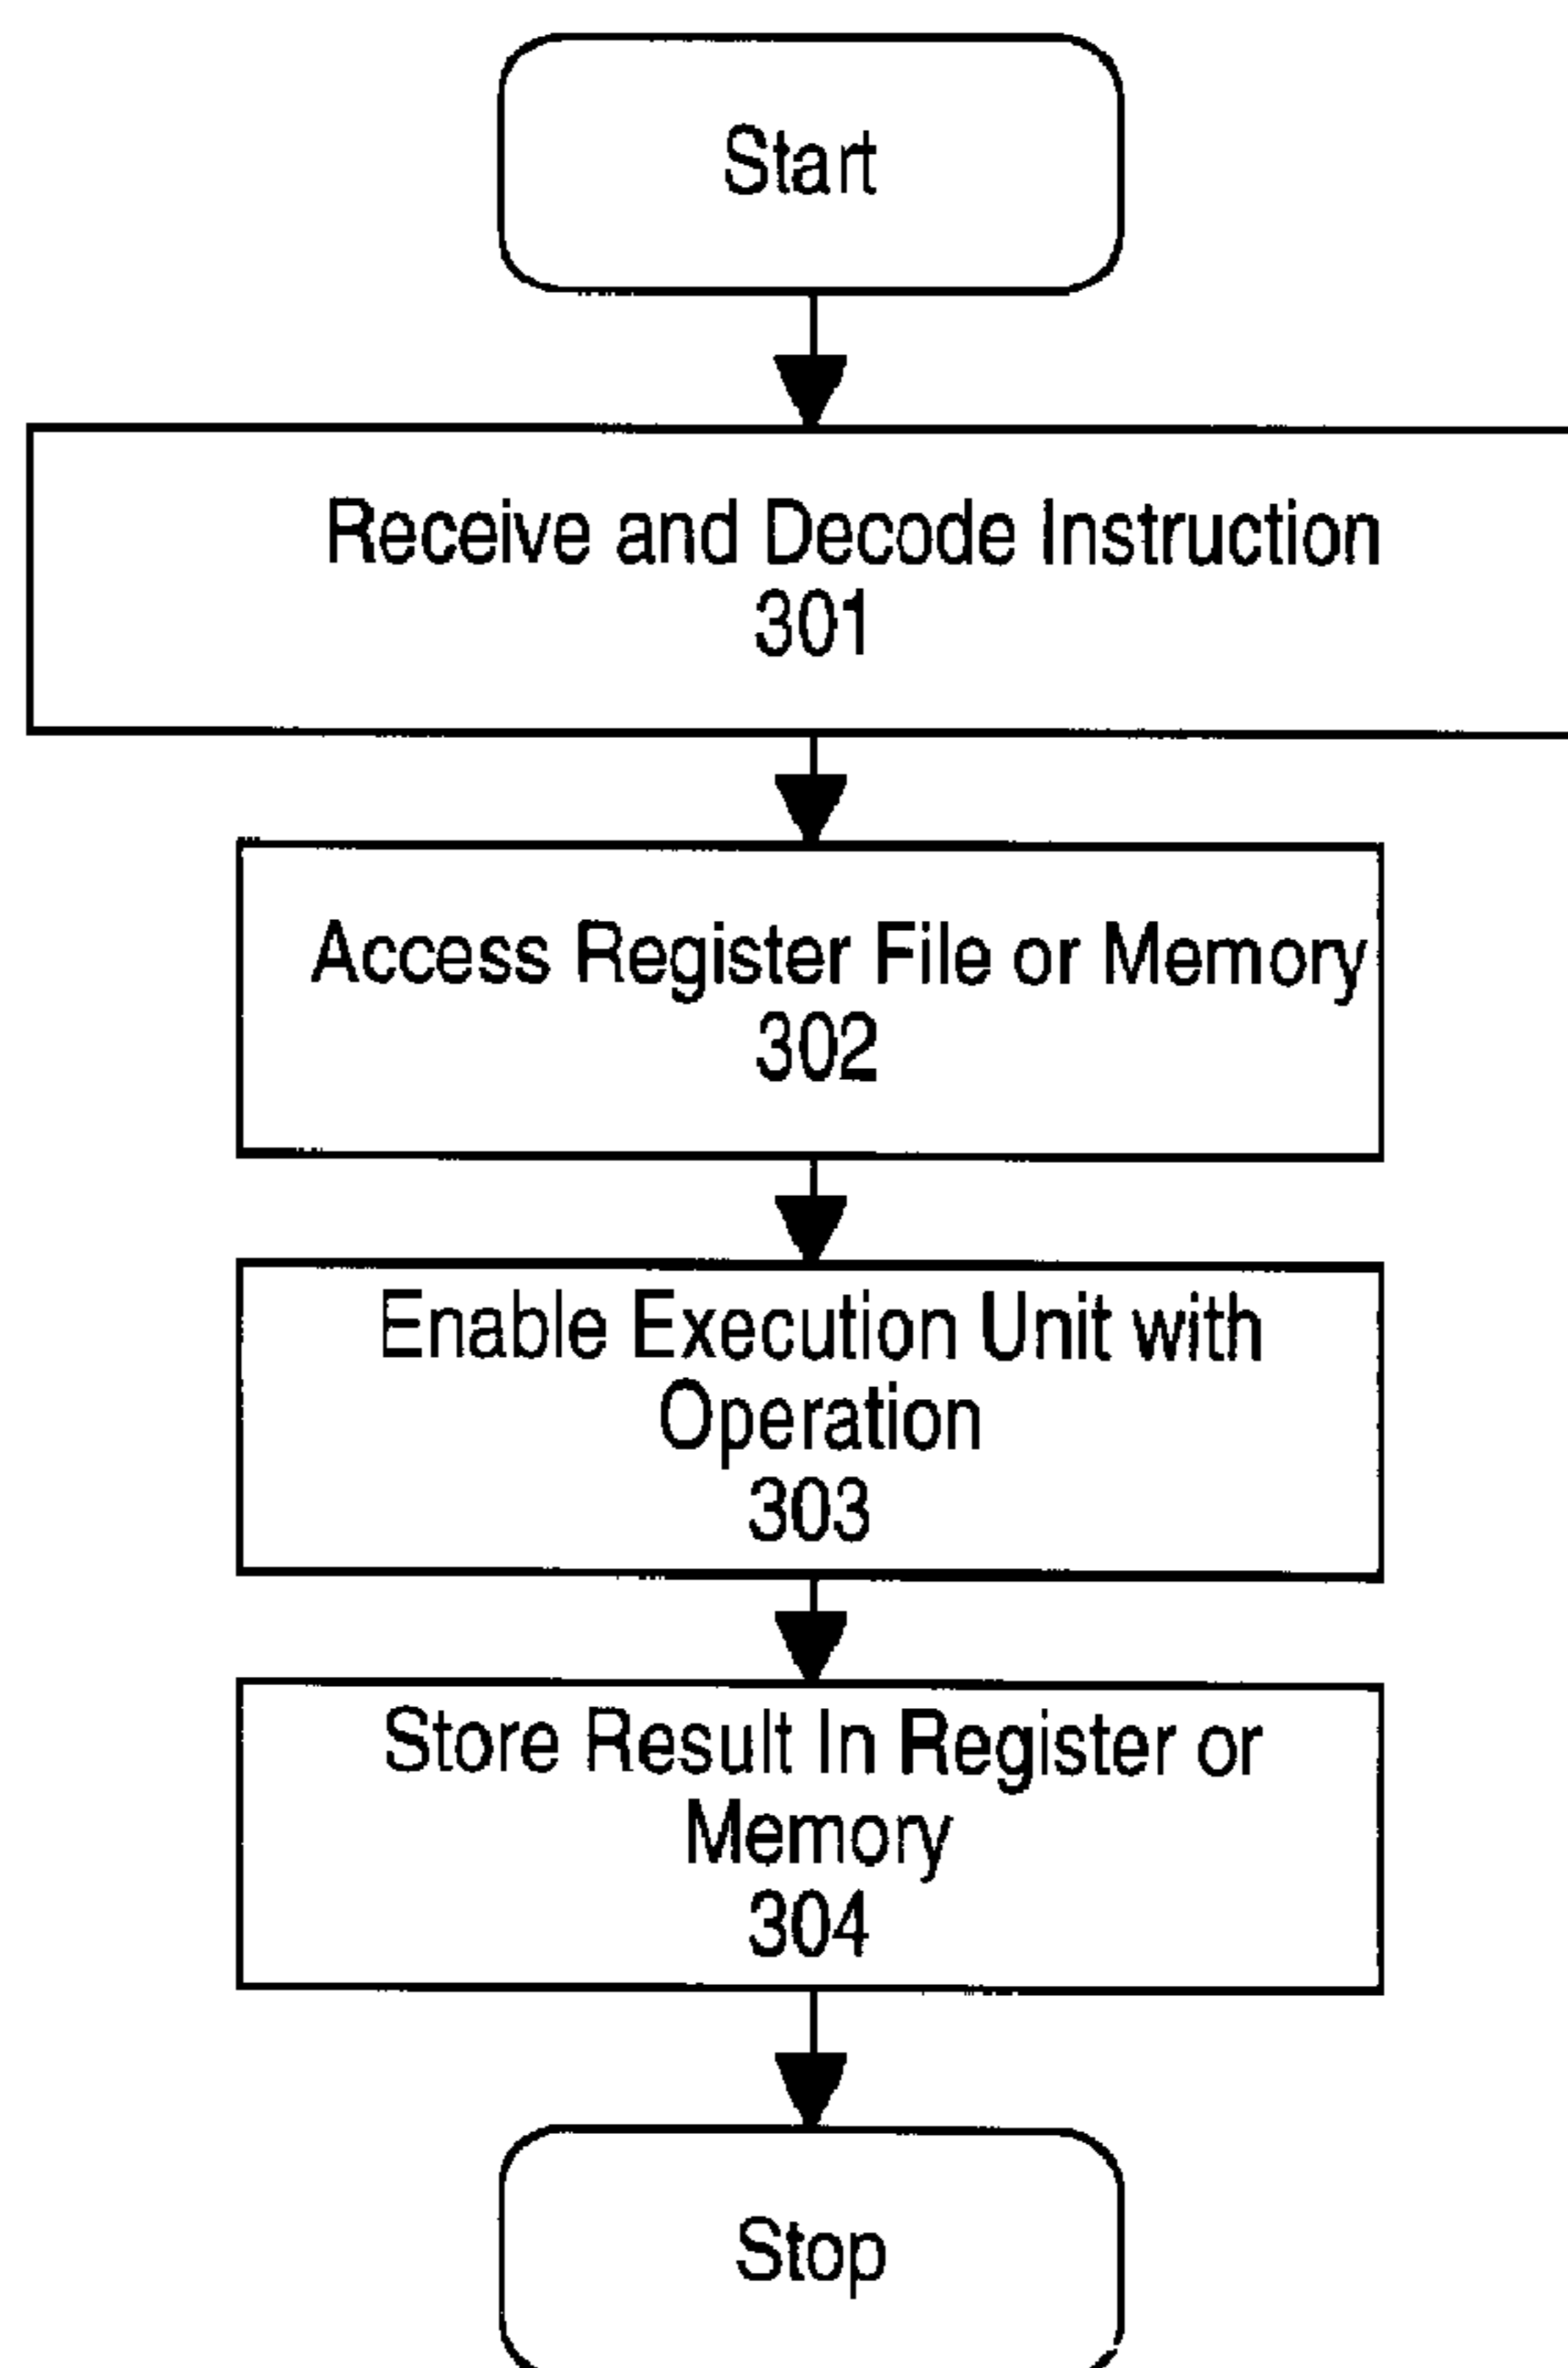 Start
Receive and Decode Instruction
301
Access Register File or Memory
302
Enable Execution Unit with
Operation
303
Store Result In Register or
Memory
304
Stop